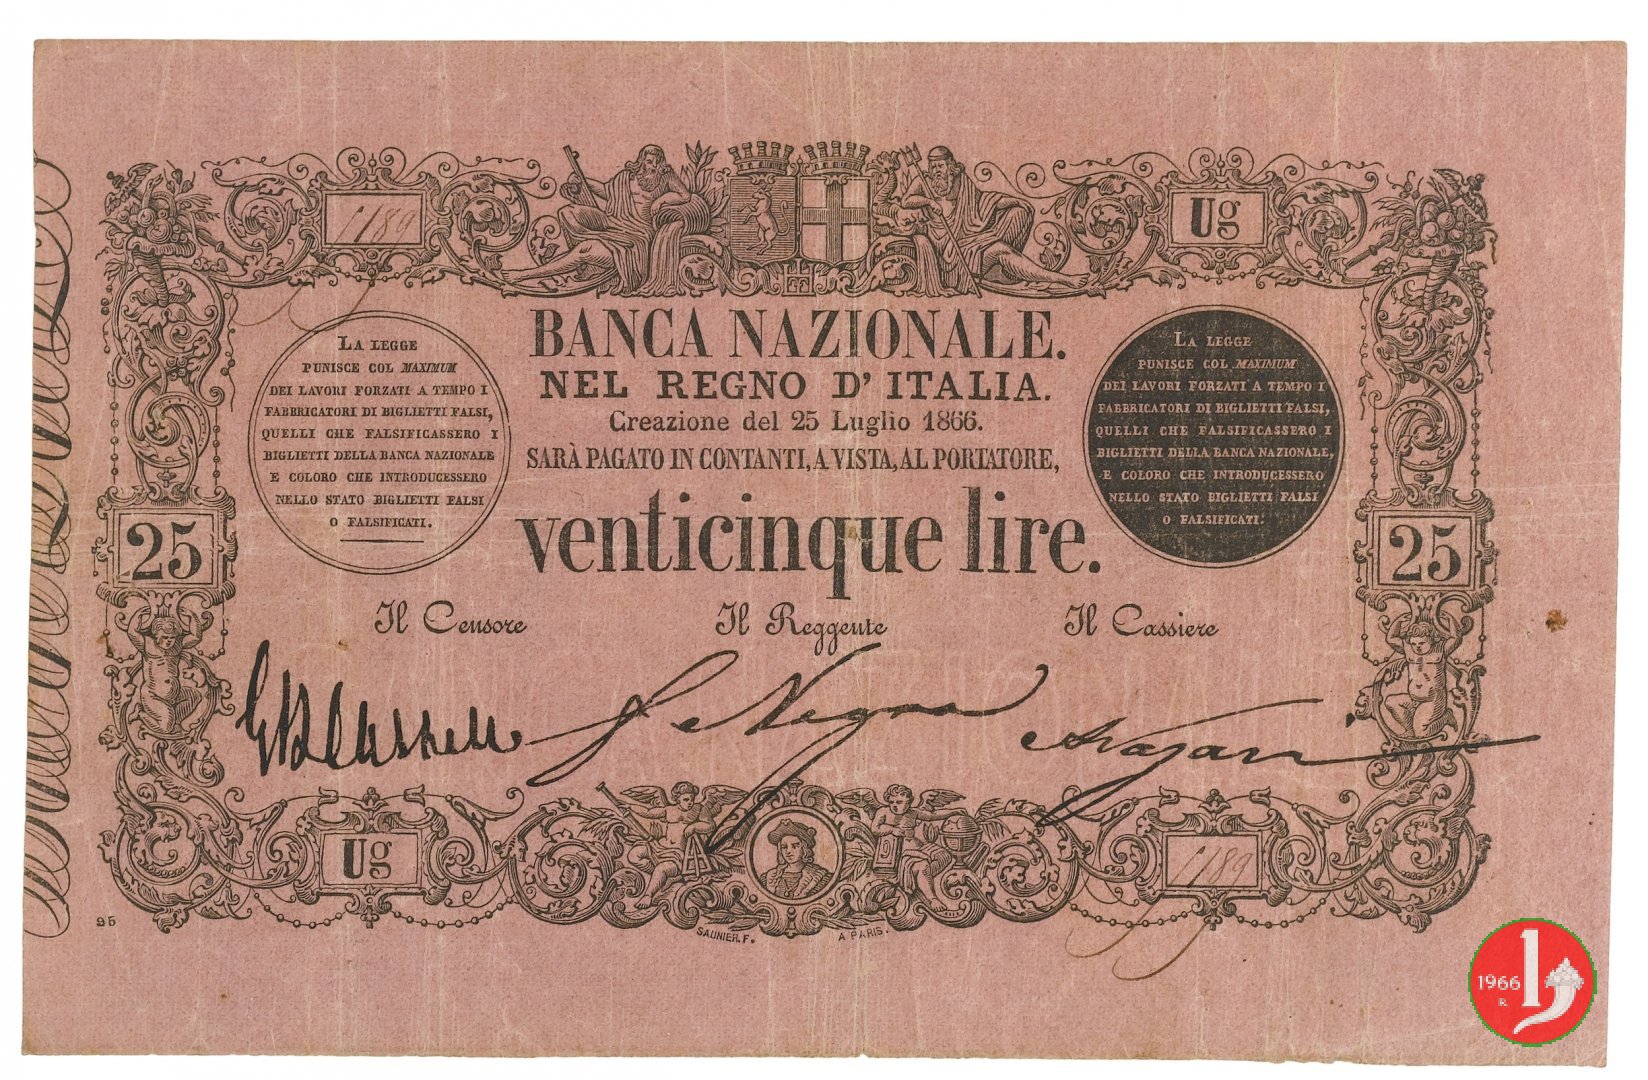 Ug
BANCA NAZIONALE.
NEL REGNO D'ITALIA.
Creazione del 25 Luglio 1866.
SARÀ PAGATO IN CONTANTI, A VISTA, AL PORTATORE,
venticinque lire.
LA LEGGE
PUNISCE COL MAXIMUM
DEI LAVORI FORZATI A TEMPO I
FABBRICATORI DI BIGLIETTI FALSI,
QUELLI CHE FALSIFICASSERO I
BIGLIETTI DELLA BANCA NAZIONALE
E COLORO CHE INTRODUCESSERO
NELLO STATO BIGLIETTI FALSI
O FALSIFICATI.
LA LEGGE
PUNISCE COL MAXIMUM
DEI LAVORI FORZATI A TEMPO I
FABBRICATORI DI BIGLIETTI FALSI,
QUELLI CHE FALSIFICASSERO I
BIGLIETTI DELLA BANCA NAZIONALE,
E COLORO CHE INTRODUCESSERO
NELLO STATO BIGLIETTI FALSI
O FALSIFICATI.
25
25
Il Censore
Il Reggente
Il Cassiere
Ug
95
SAUNIER. F.
A PARIS.
1966
R.